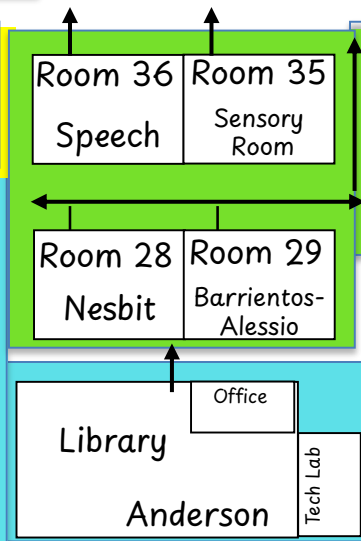 Room 36
Speech
Room 35
Sensory
Room
Room 28
Nesbit
Room 29
Barrientos-
Alessio
Office
Library
Tech Lab
Anderson